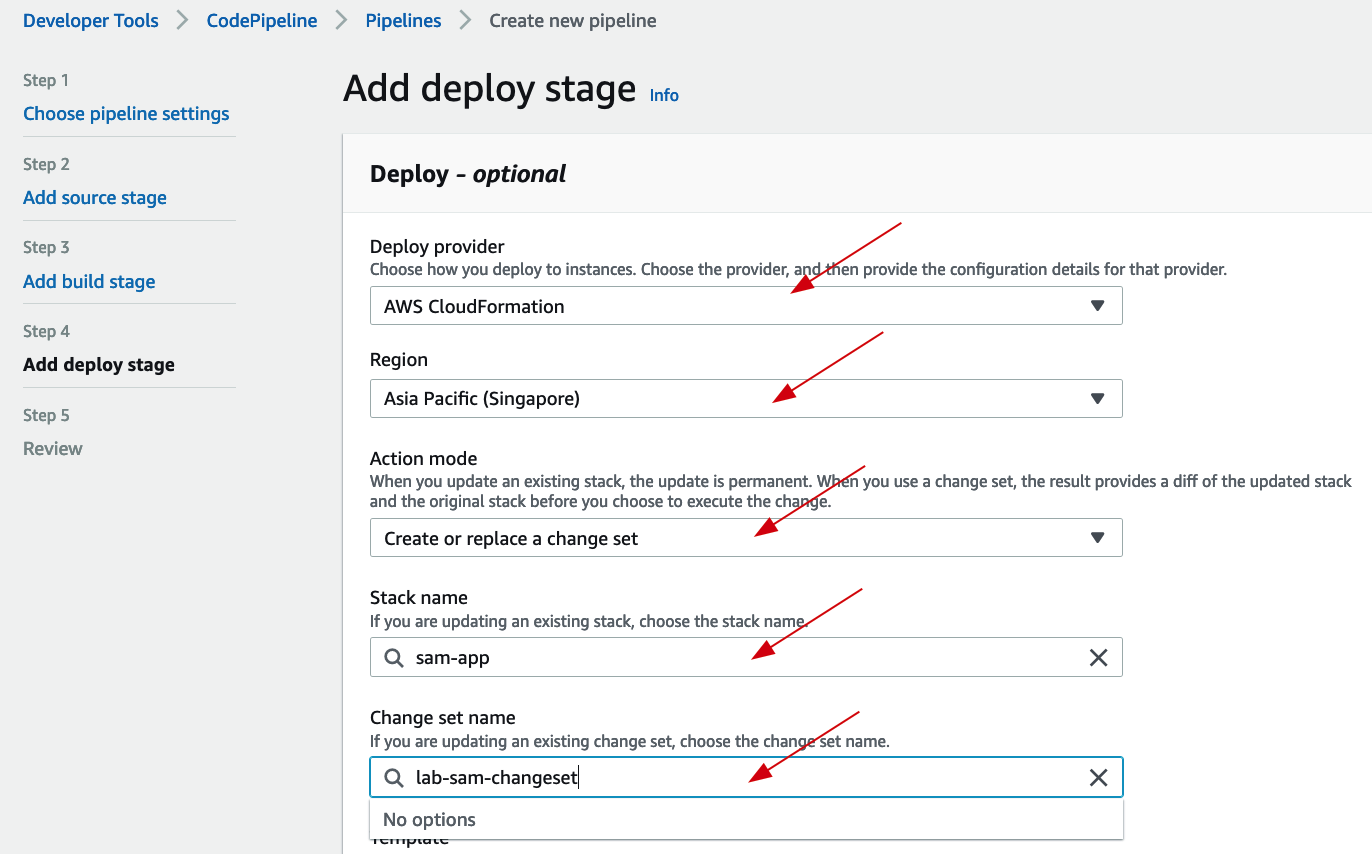 Developer Tools > CodePipeline > Pipelines > Create new pipeline
Step 1
Choose pipeline settings
Step 2
Add source stage
Step 3
Add build stage
Step 4
Add deploy stage
Step 5
Review
Add deploy stage Info
Deploy - optional
Deploy provider
Choose how you deploy to instances. Choose the provider, and then provide the configuration details for that provider.
AWS CloudFormation
Region
Asia Pacific (Singapore)
Action mode
When you update an existing stack, the update is permanent. When you use a change set, the result provides a diff of the updated stack
and the original stack before you choose to execute the change.
Create or replace a change set
Stack name
If you are updating an existing stack, choose the stack name.
sam-app
Change set name
If you are updating an existing change set, choose the change set name.
lab-sam-changeset
No options
Template